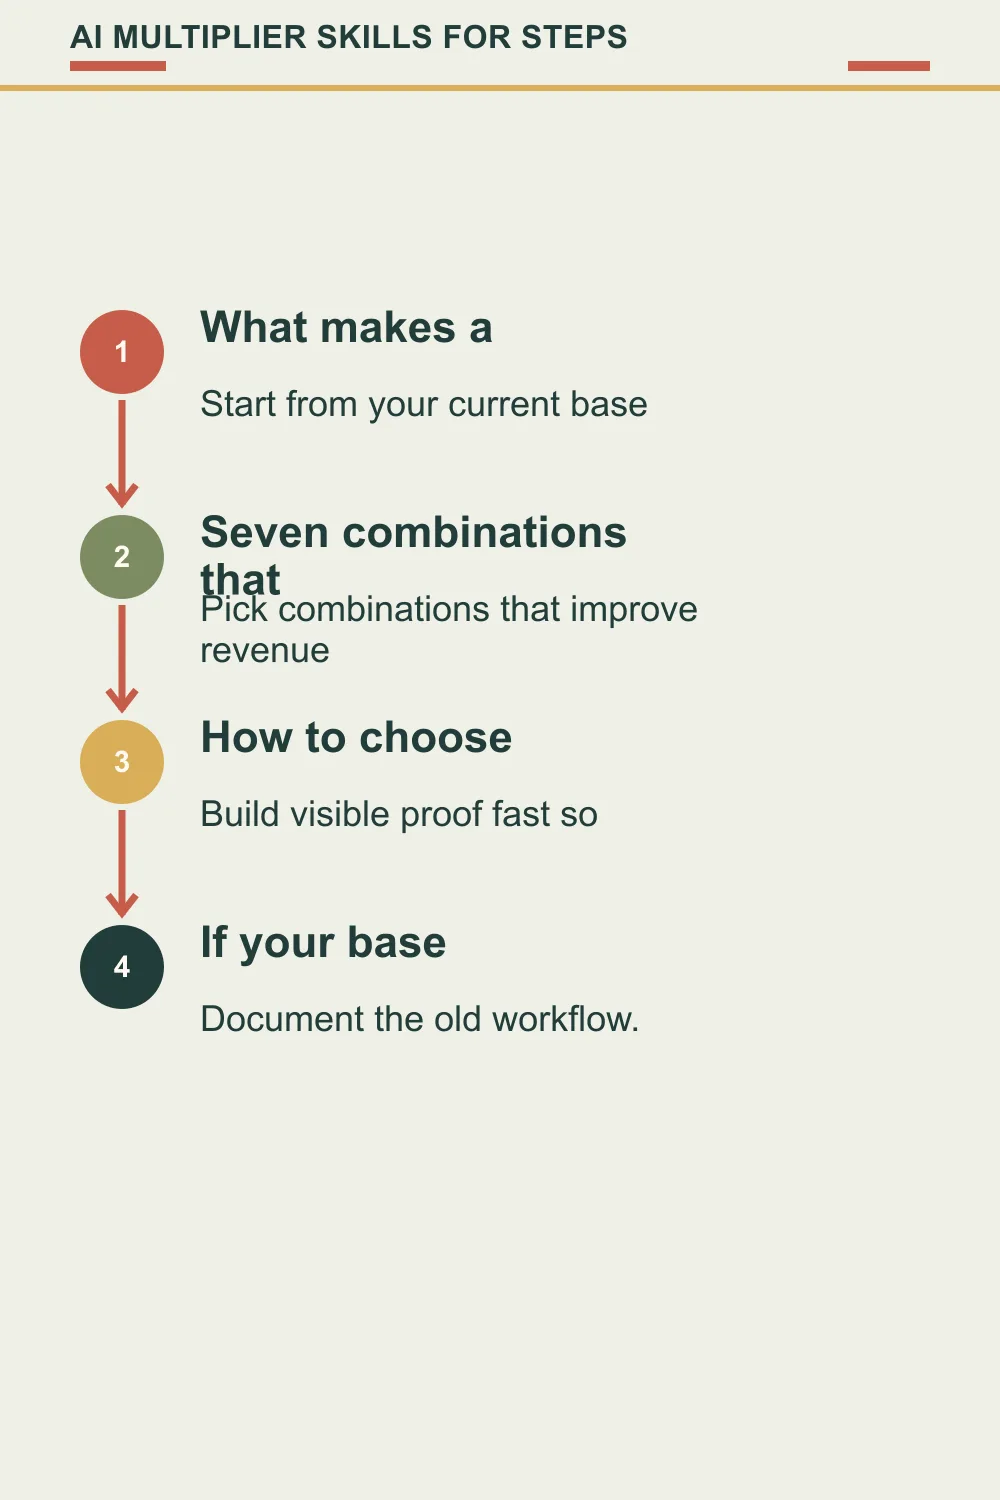 AI MULTIPLIER SKILLS FOR STEPS
1
What makes a
Start from your current base
2
Seven combinations
that
Pick combinations that improve
revenue
3
How to choose
Build visible proof fast so
4
If your base
Document the old workflow.